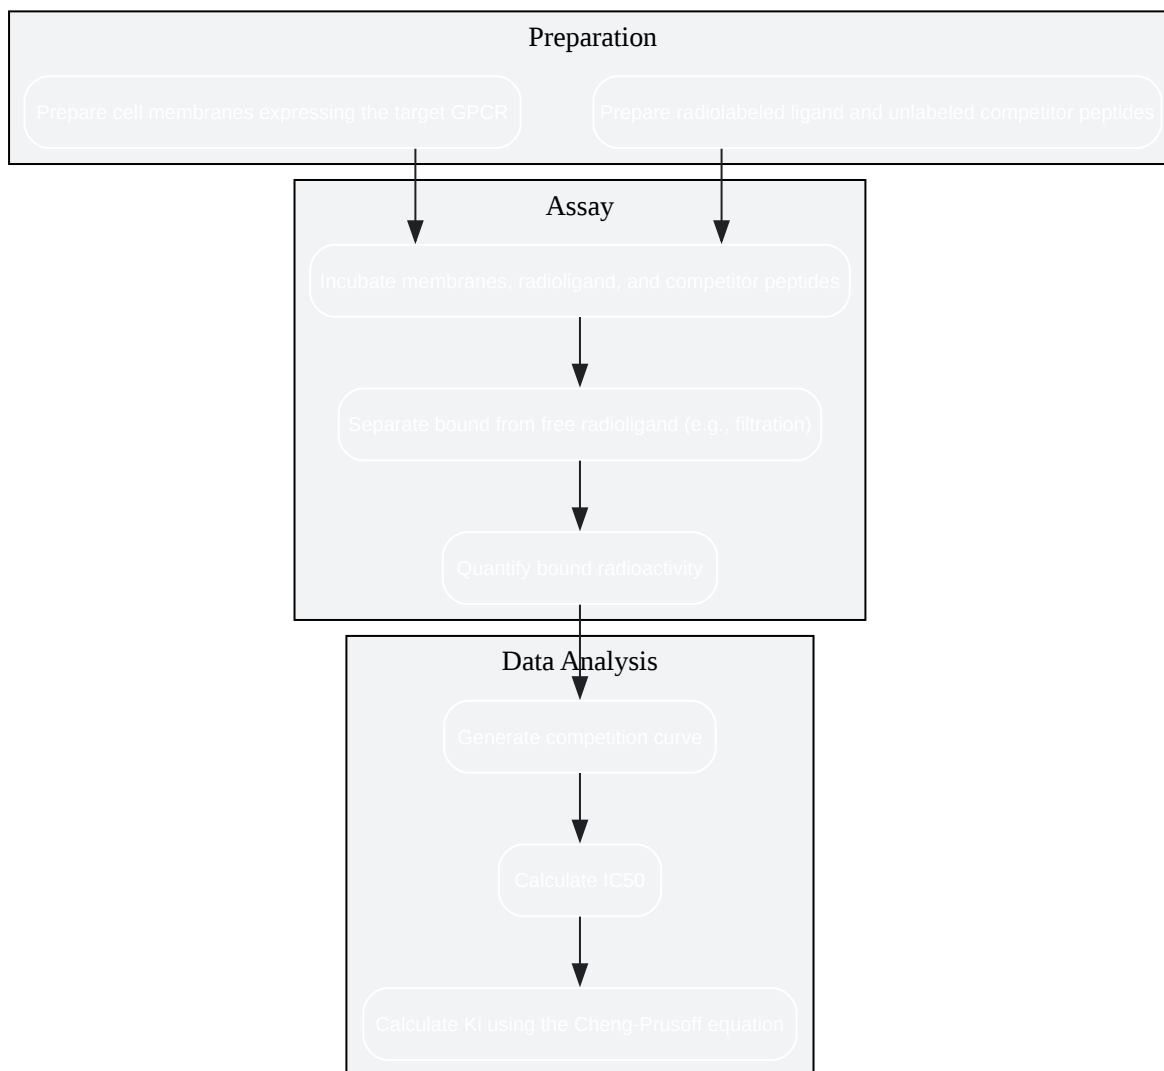 Preparation
Prepare cell membranes expressing the target GPCR
Prepare radiolabeled ligand and unlabeled competitor peptides
Assay
Incubate membranes, radioligand, and competitor peptides
Separate bound from free radioligand (e.g., filtration)
Quantify bound radioactivity
Data Analysis
Generate competition curve
Calculate IC50
Calculate Ki using the Cheng-Prusoff equation